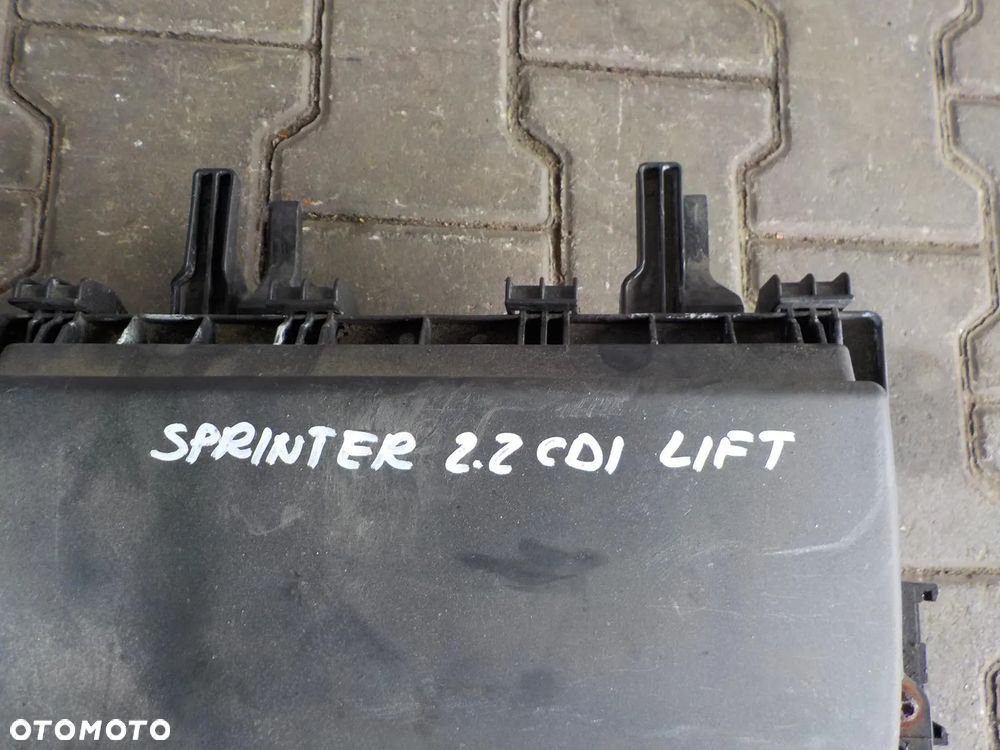 SPRINTER 2.2 CDI LIFT
OTOMOTO